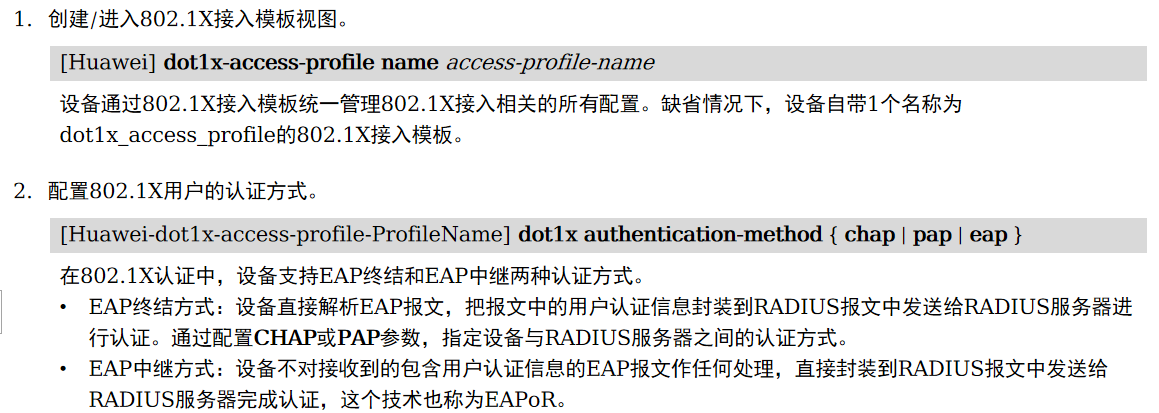 1. 创建/进入802.1X接入模板视图。
[Huawei] dot1x-access-profile name access-profile-name
设备通过802.1X接入模板统一管理802.1X接入相关的所有配置。缺省情况下，设备自带1个名称为
dot1x_access_profile的802.1X接入模板。
2. 配置802.1X用户的认证方式。
[Huawei-dot1x-access-profile-ProfileName] dot1x authentication-method { chap | pap | eap }
在802.1X认证中，设备支持EAP终结和EAP中继两种认证方式。
• EAP终结方式：设备直接解析EAP报文，把报文中的用户认证信息封装到RADIUS报文中发送给RADIUS服务器进
行认证。通过配置CHAP或PAP参数，指定设备与RADIUS服务器之间的认证方式。
• EAP中继方式：设备不对接收到的包含用户认证信息的EAP报文作任何处理，直接封装到RADIUS报文中发送给
RADIUS服务器完成认证，这个技术也称为EAPoR。